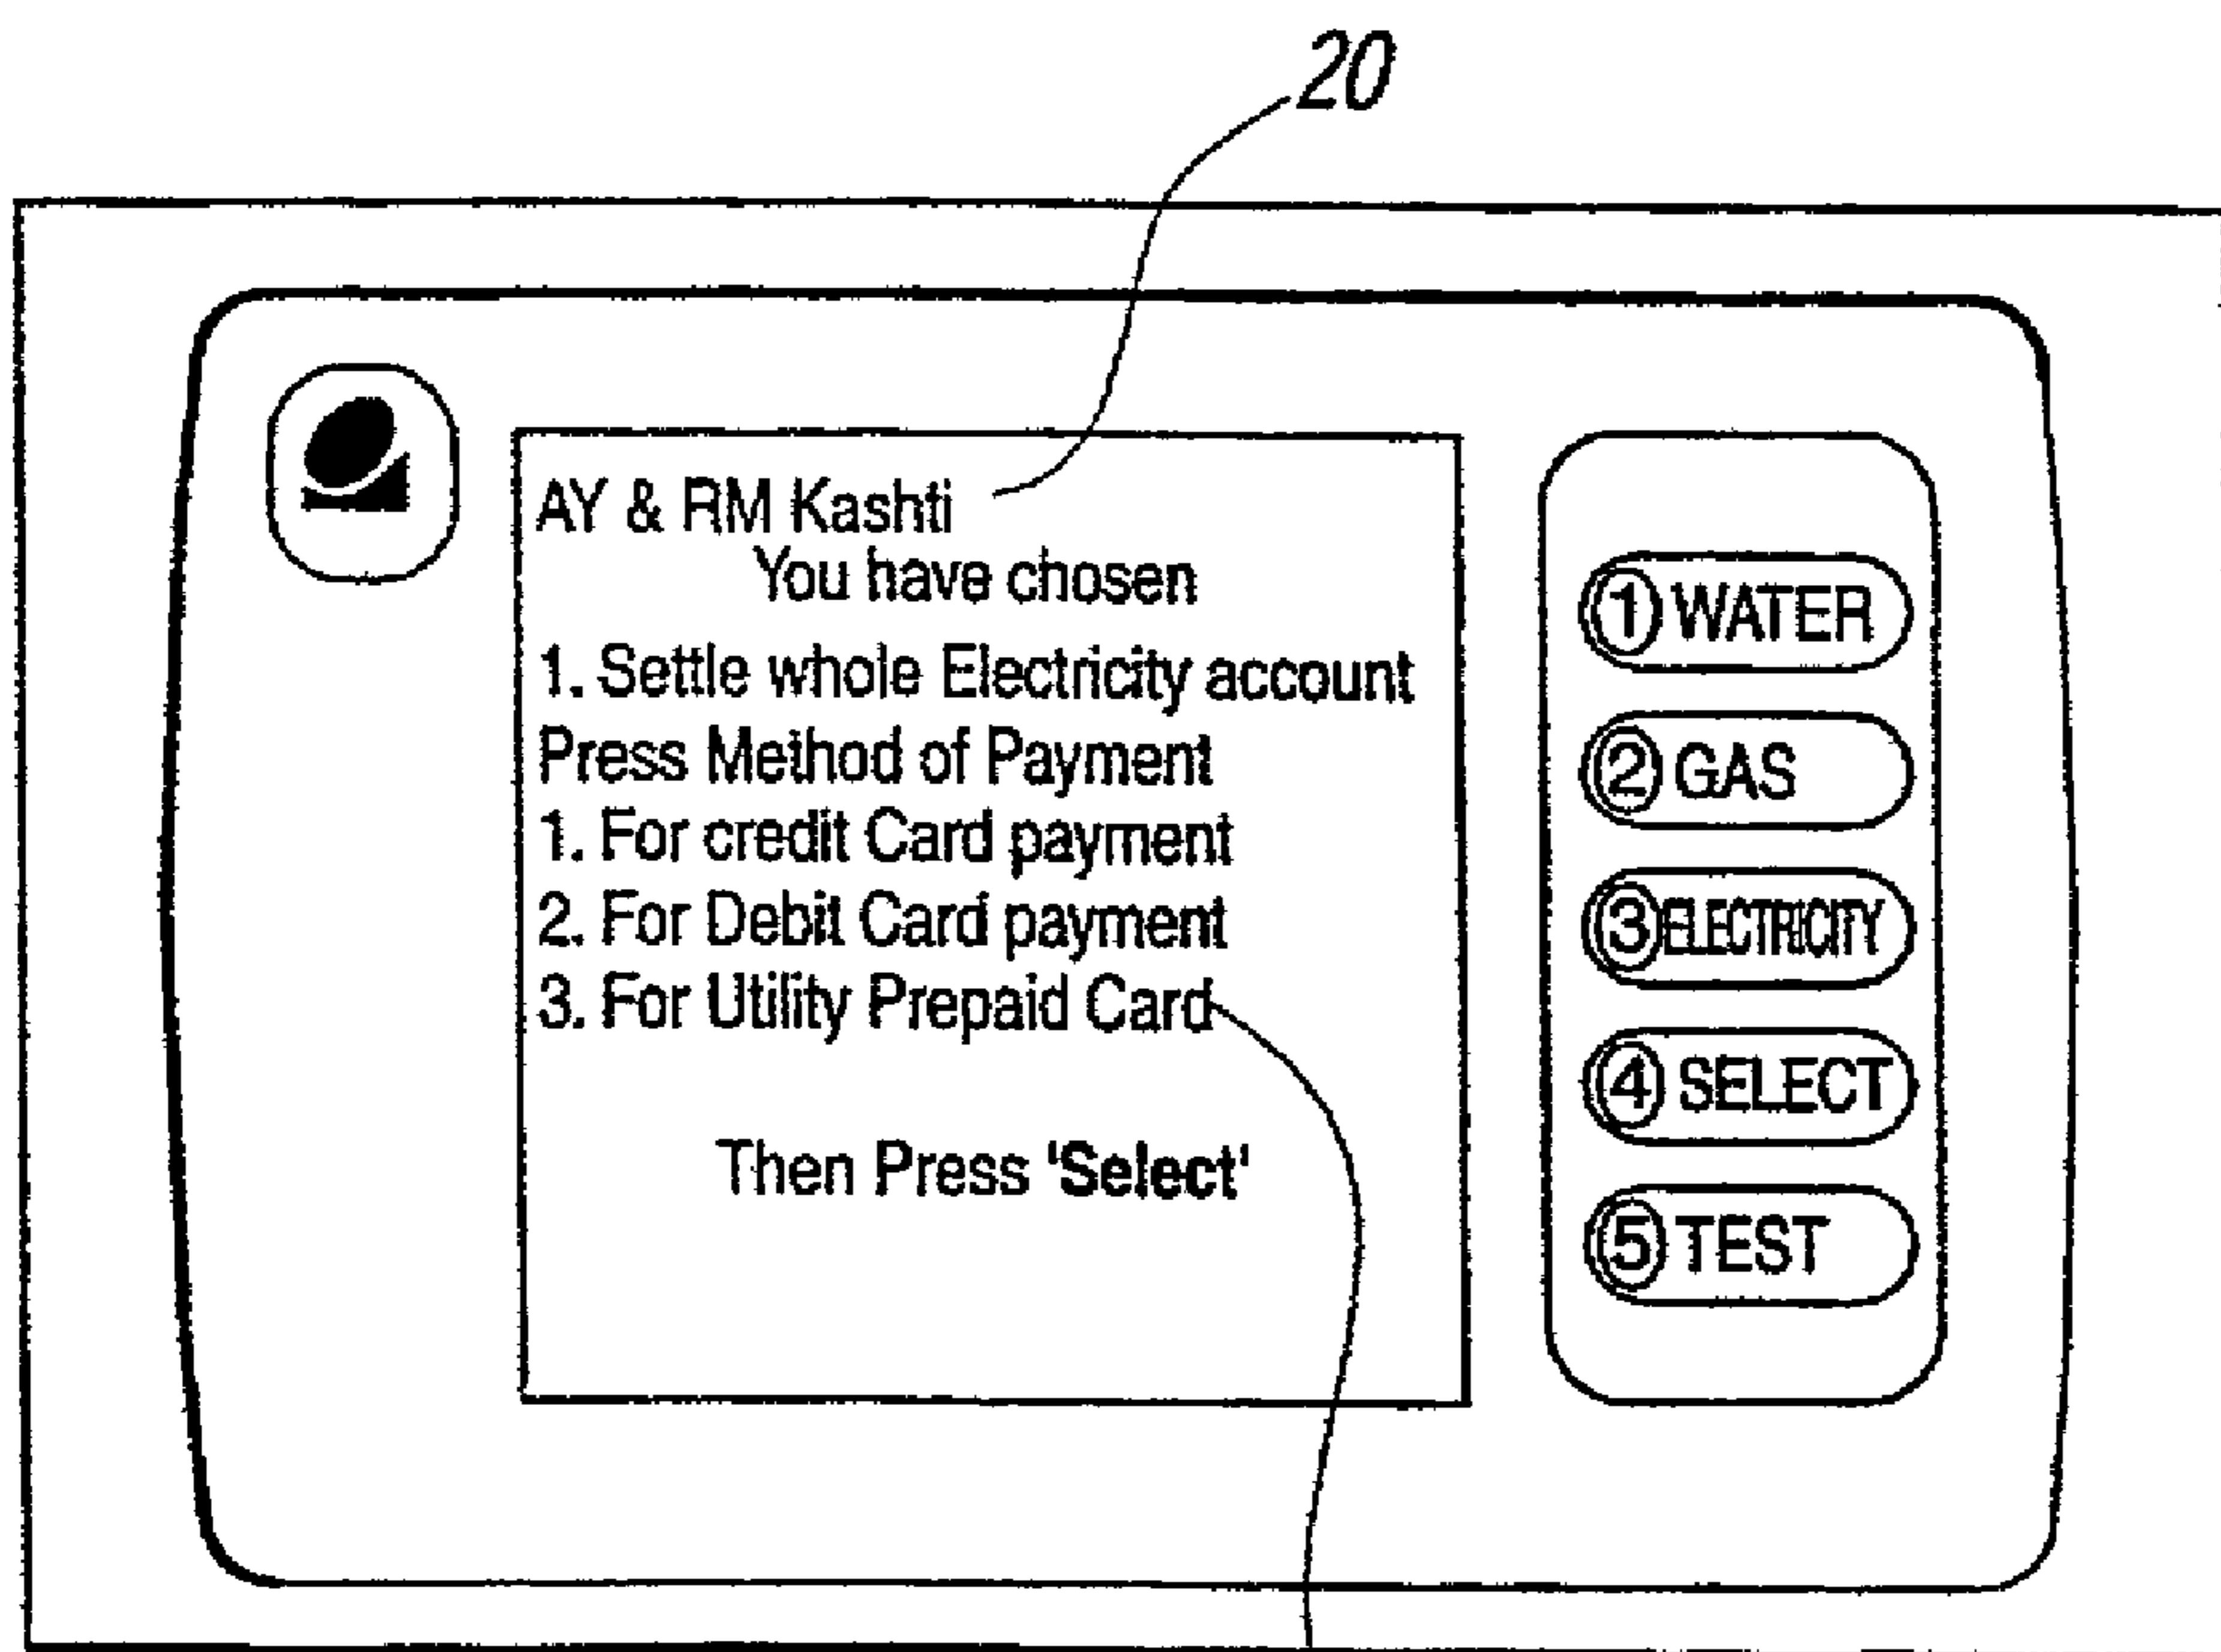 20
AY & RM Kashti
You have chosen
1. Settle whole Electricity account
Press Method of Payment
1. For credit Card payment
2. For Debit Card payment
3. For Utility Prepaid Card
Then Press 'Select'
1 WATER
2 GAS
3 ELECTRICITY
4 SELECT
5 TEST